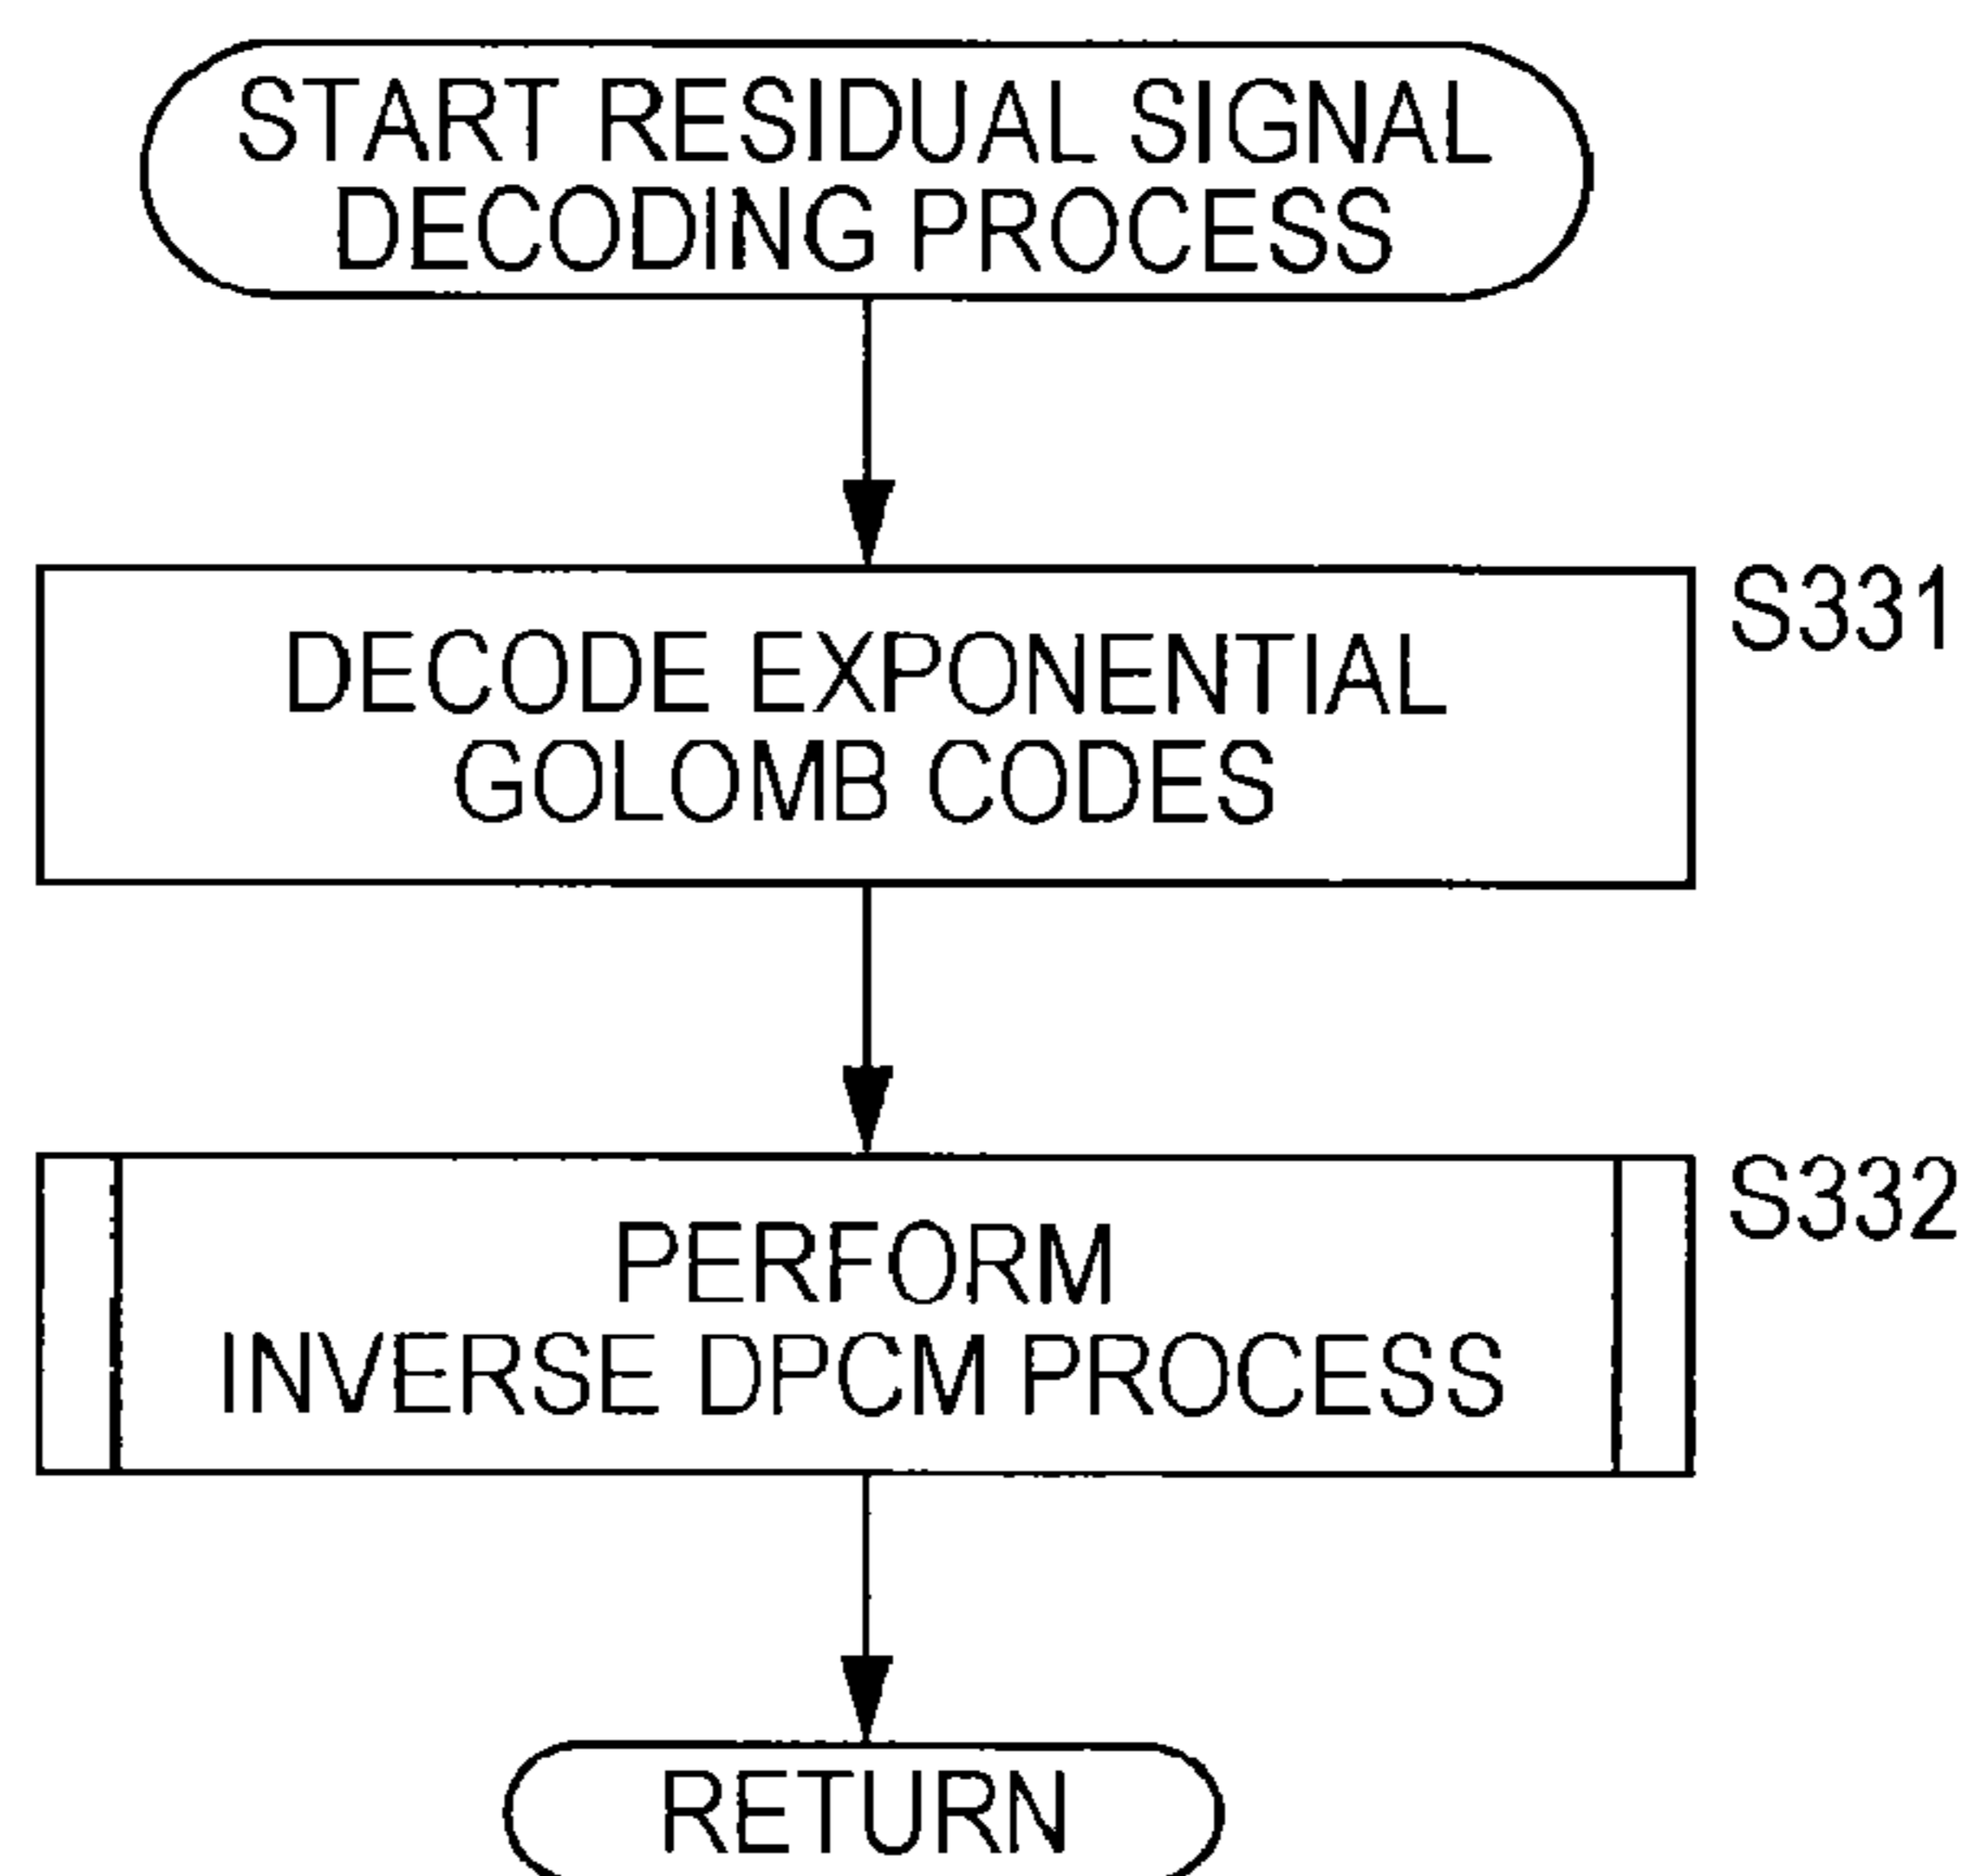 START RESIDUAL SIGNAL
DECODING PROCESS
S331
DECODE EXPONENTIAL
GOLOMB CODES
S332
PERFORM
INVERSE DPCM PROCESS
RETURN